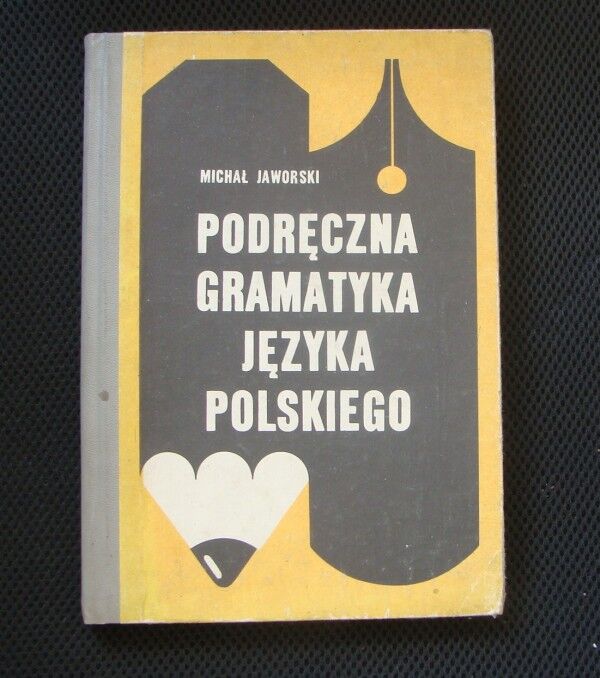 MICHAŁ JAWORSKI
PODRĘCZNA
GRAMATYKA
JĘZYKA
POLSKIEGO